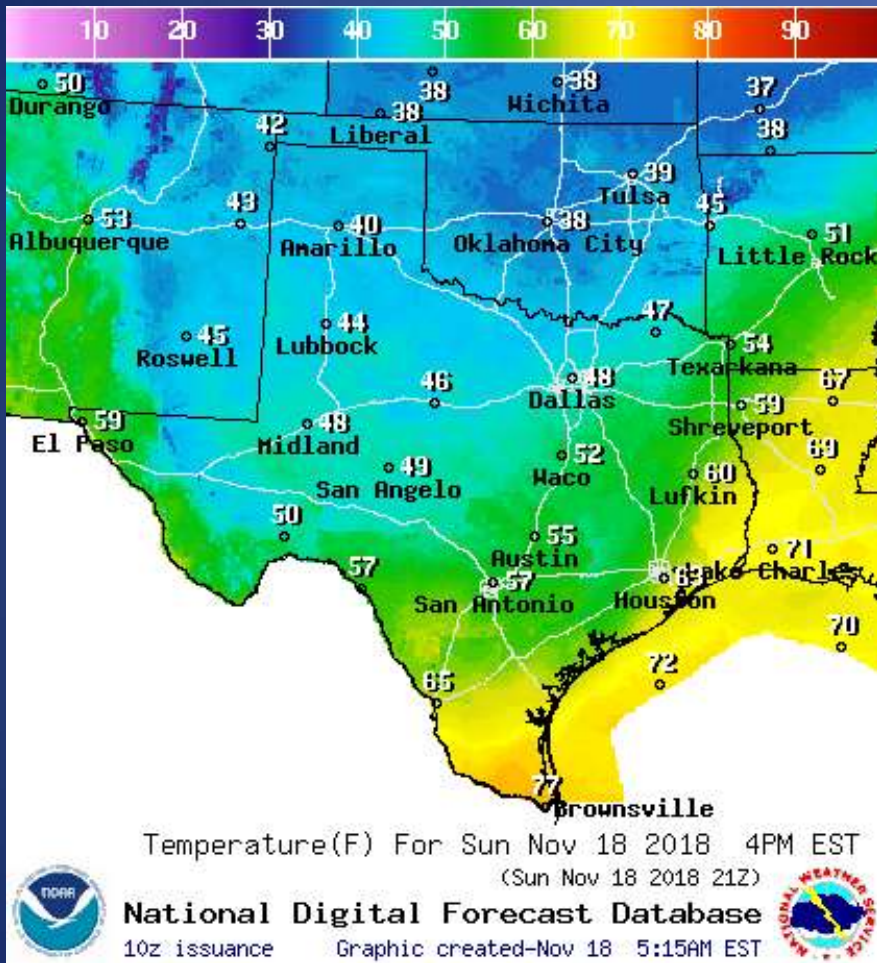 10 20 30 40 50 60 70 80 90
50 38 38 37
Durango 38 Wichita
42 Liberal 38
39
43 Tulsa 45
53 40 38 51
Albuquerque Amarillo Oklahoma City Little Rock
44 47
45 Lubbock 54
Roswell Texarkana
46 48 67
59 48 Dallas 59
El Paso Midland Shreveport
49 52 69
San Angelo Waco 60
Lufkin
50 55 71
Austin
57 57 Lake Charles
San Antonio Houston
70
65 72
77
Brownsville
Temperature(F) For Sun Nov 18 2018 4PM EST
(Sun Nov 18 2018 21Z)
National Digital Forecast Database
10z issuance Graphic created-Nov 18 5:15AM EST
NOAA
NATIONAL WEATHER SERVICE